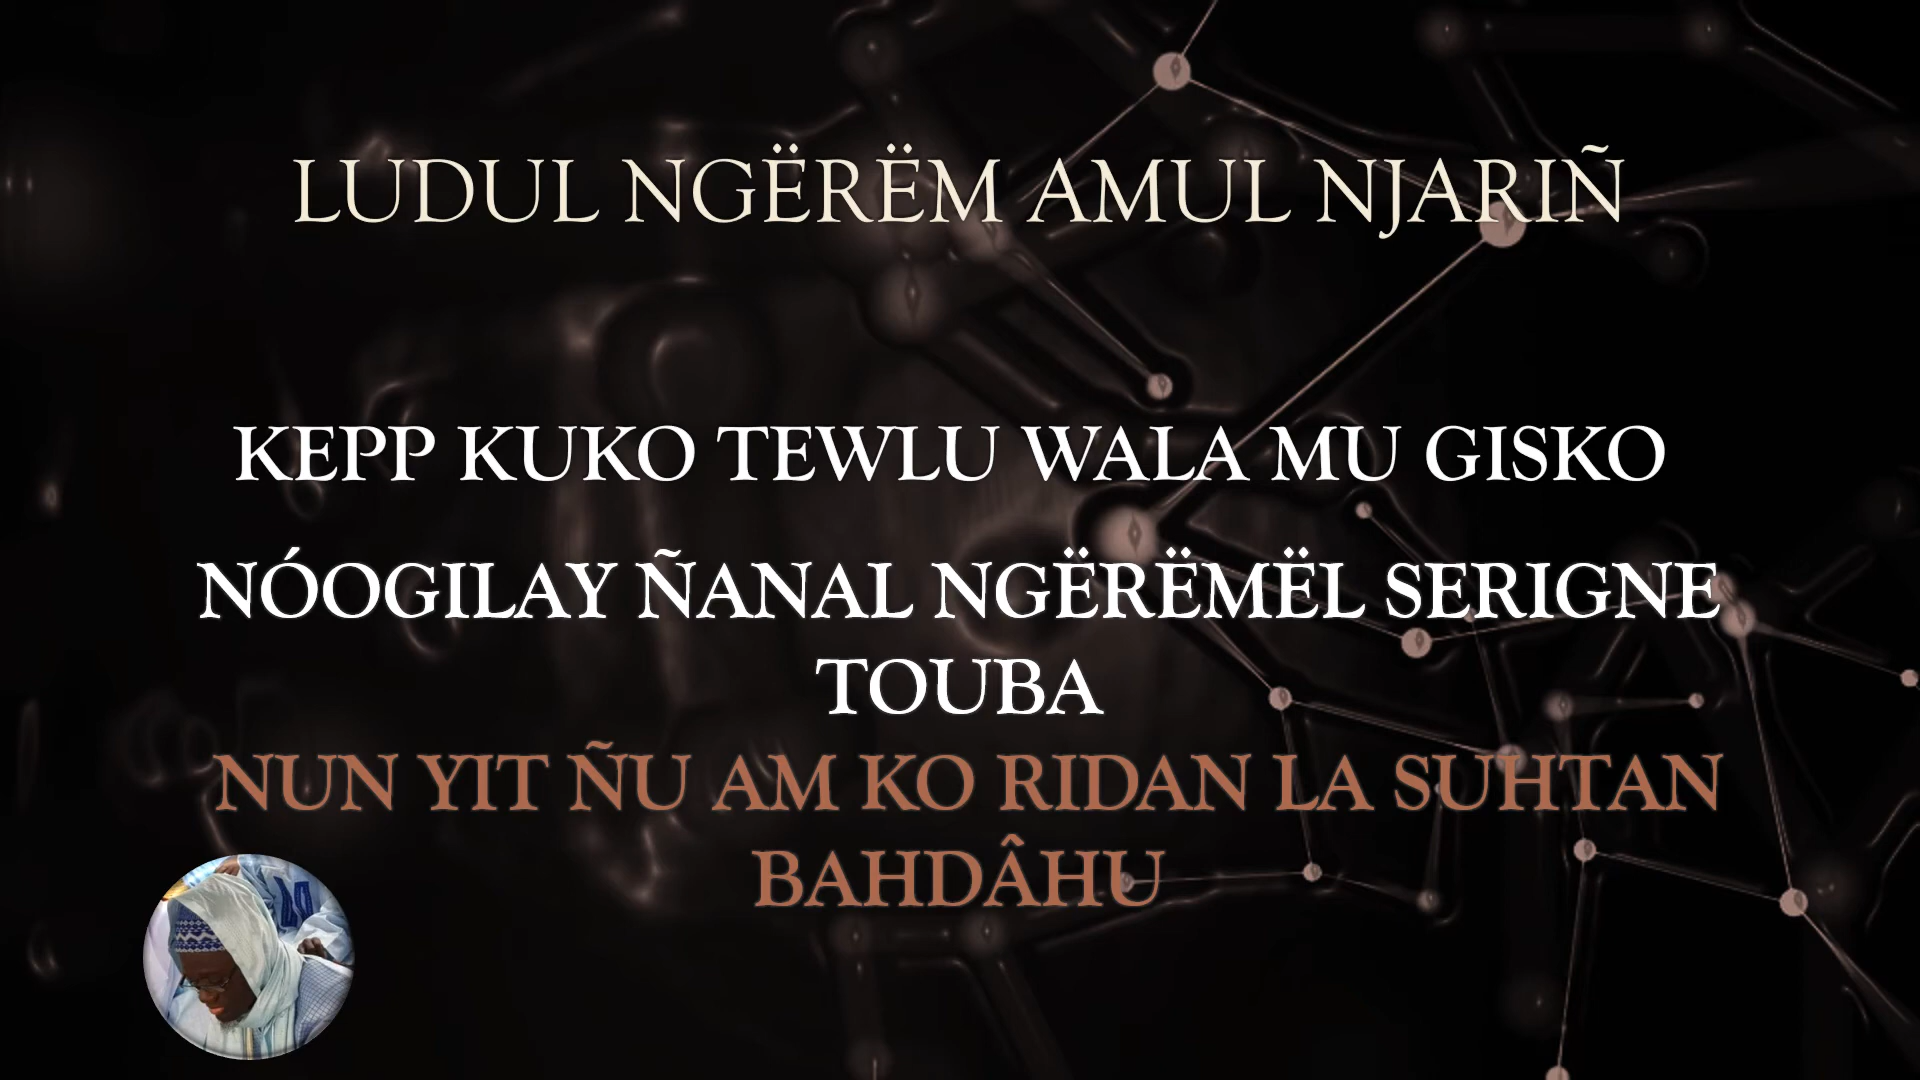 LUDUL NGËRËM AMUL NJARIÑ
KEPP KUKO TEWLU WALA MU GISKO
NÓOGILAY ÑANAL NGËRËMËL SERIGNE
TOUBA
NUN YIT ÑU AM KO RIDAN LA SUHTAN
BAHDÂHU